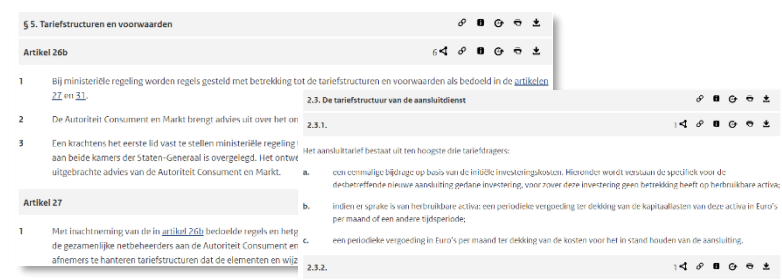 § 5. Tariefstructuren en voorwaarden
Artikel 26b
6
1 Bij ministeriële regeling worden regels gesteld met betrekking tot de tariefstructuren en voorwaarden als bedoeld in de artikelen
27 en 31.
2 De Autoriteit Consument en Markt brengt advies uit over het on
3 Een krachtens het eerste lid vast te stellen ministeriële regeling
aan beide kamers der Staten-Generaal is overgelegd. Het ontwe
uitgebrachte advies van de Autoriteit Consument en Markt.
Artikel 27
1 Met inachtneming van de in artikel 26b bedoelde regels en hetg
de gezamenlijke netbeheerders aan de Autoriteit Consument en
afnemers te hanteren tariefstructuren dat de elementen en wijz
2.3. De tariefstructuur van de aansluitdienst
2.3.1.
1
Het aansluittarief bestaat uit ten hoogste drie tariefdragers:
a. een eenmalige bijdrage op basis van de initiële investeringskosten. Hieronder wordt verstaan de specifiek voor de
desbetreffende nieuwe aansluiting gedane investering, voor zover deze investering geen betrekking heeft op herbruikbare activa;
b. indien er sprake is van herbruikbare activa: een periodieke vergoeding ter dekking van de kapitaallasten van deze activa in Euro's
per maand of een andere tijdsperiode;
c. een periodieke vergoeding in Euro's per maand ter dekking van de kosten voor het in stand houden van de aansluiting.
2.3.2.
1